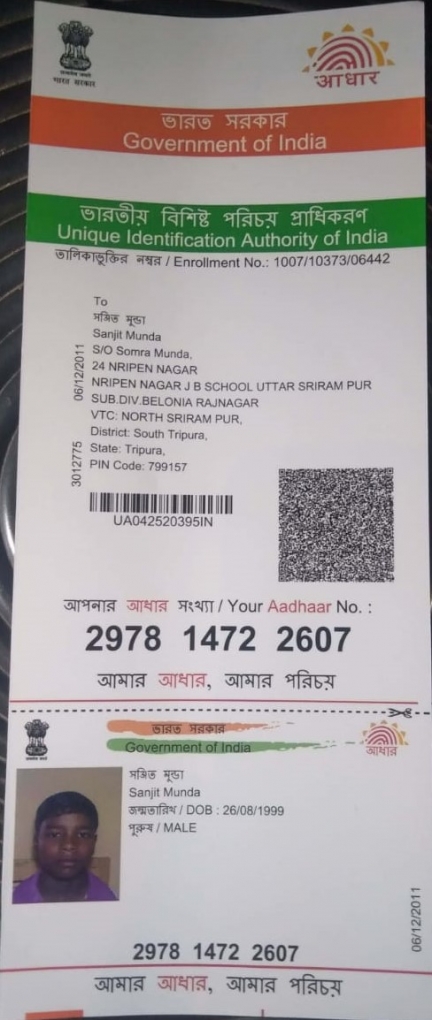 भारत सरकार
आधार
ভারত সরকার
Government of India
ভারতীয় বিশিষ্ট পরিচয় প্রাধিকরণ
Unique Identification Authority of India
তালিকাভুক্তির নম্বর / Enrollment No.: 1007/10373/06442
To
সঞ্জিত মুন্ডা
Sanjit Munda
S/O Somra Munda,
24 NRIPEN NAGAR
NRIPEN NAGAR J B SCHOOL UTTAR SRIRAM PUR
SUB.DIV.BELONIA RAJNAGAR
VTC: NORTH SRIRAM PUR,
District: South Tripura,
State: Tripura,
PIN Code: 799157
06/12/2011
3012775
UA042520395IN
আপনার আধার সংখ্যা / Your Aadhaar No. :
2978 1472 2607
আমার আধার, আমার পরিচয়
ভারত সরকার
Government of India
आधार
সঞ্জিত মুন্ডা
Sanjit Munda
জন্মতারিখ / DOB : 26/08/1999
পুরুষ / MALE
06/12/2011
2978 1472 2607
আমার আধার, আমার পরিচয়